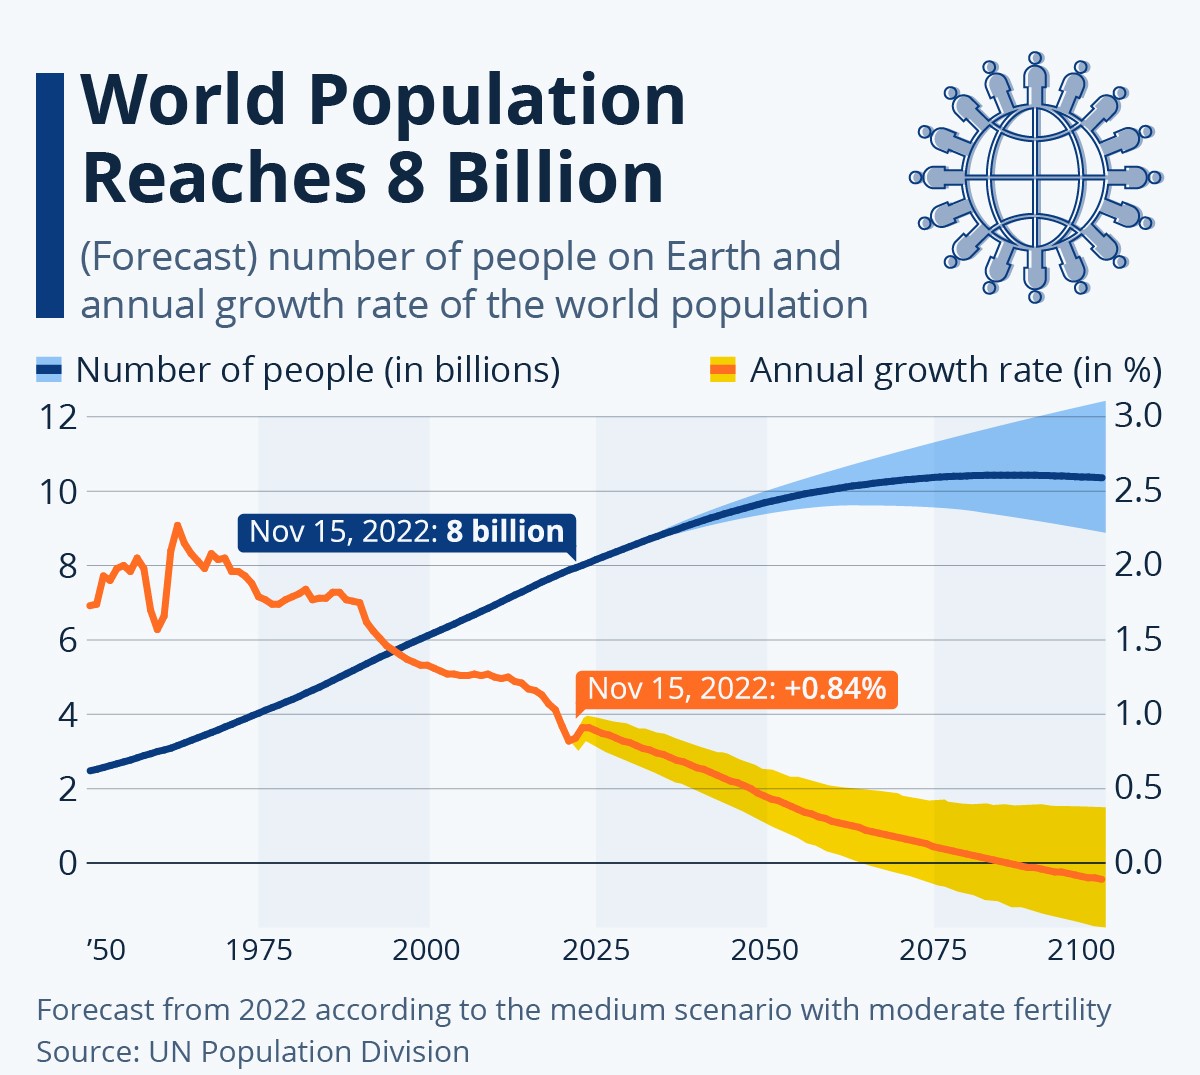 World Population
Reaches 8 Billion
(Forecast) number of people on Earth and
annual growth rate of the world population
Number of people (in billions)
Annual growth rate (in %)
12
10
8
6
4
2
0
3.0
2.5
2.0
1.5
1.0
0.5
0.0
Nov 15, 2022: 8 billion
Nov 15, 2022: +0.84%
’50
1975
2000
2025
2050
2075
2100
Forecast from 2022 according to the medium scenario with moderate fertility
Source: UN Population Division